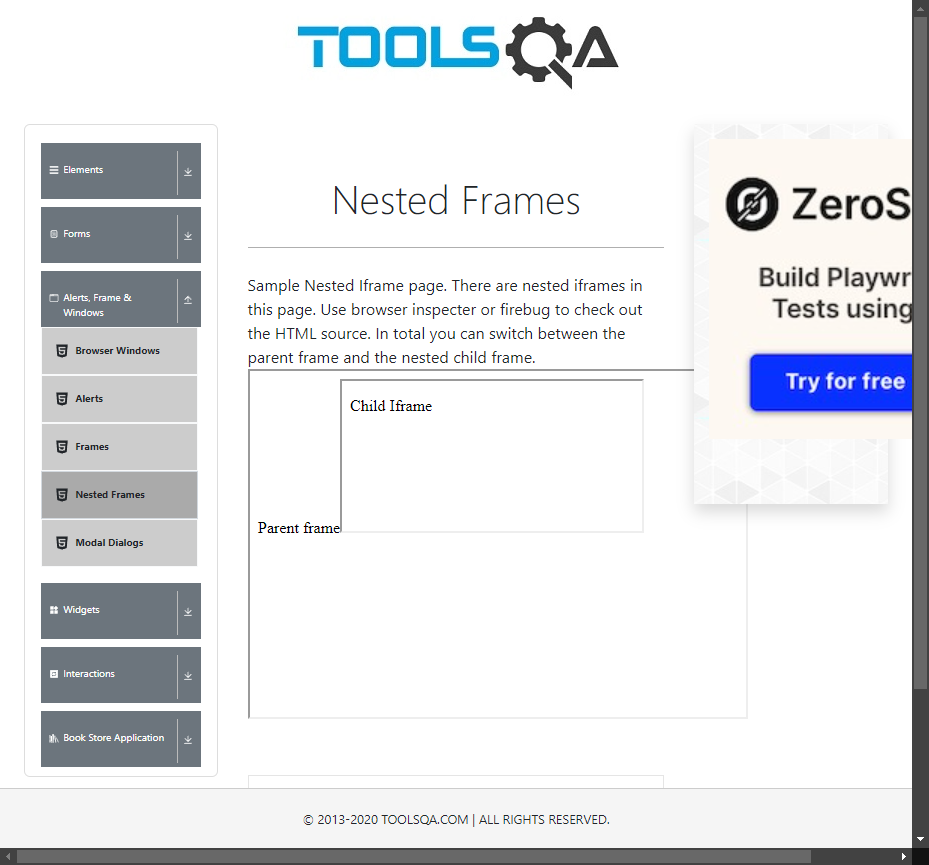 TOOLSQA
Elements
Forms
Alerts, Frame &
Windows
Browser Windows
Alerts
Frames
Nested Frames
Modal Dialogs
Widgets
Interactions
Book Store Application
Nested Frames
Sample Nested Iframe page. There are nested iframes in
this page. Use browser inspecter or firebug to check out
the HTML source. In total you can switch between the
parent frame and the nested child frame.
Child Iframe
Parent frame
ZeroS
Build Playwr
Tests using
Try for free
© 2013-2020 TOOLSQA.COM | ALL RIGHTS RESERVED.